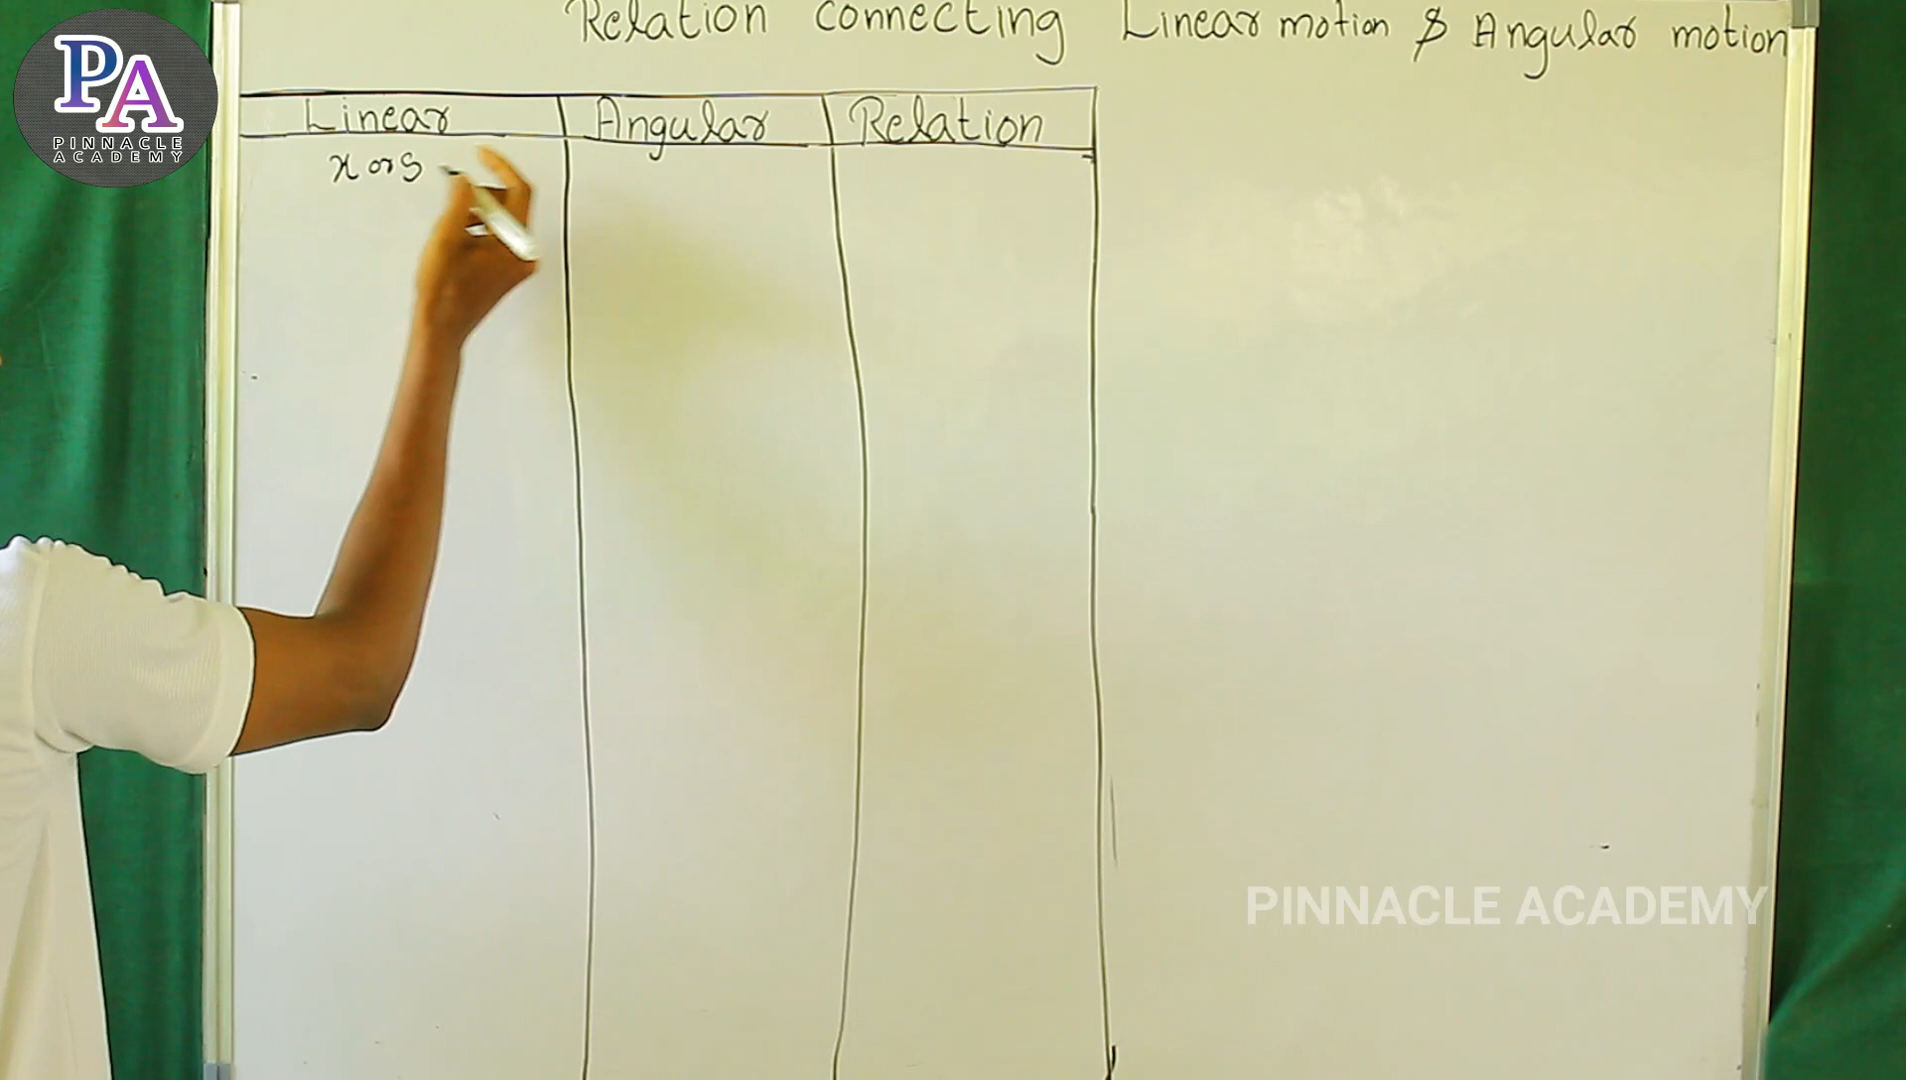 Relation connecting Linear motion & Angular motion
PA
PINNACLE
ACADEMY
Linear Angular Relation
x or S
PINNACLE ACADEMY